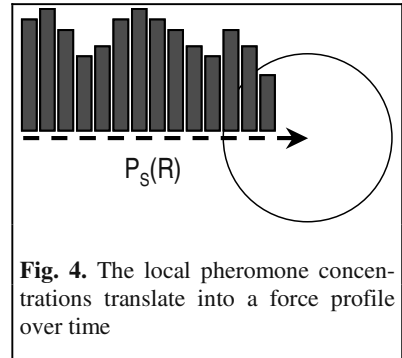 P_S(R)
Fig. 4. The local pheromone concen-
trations translate into a force profile
over time